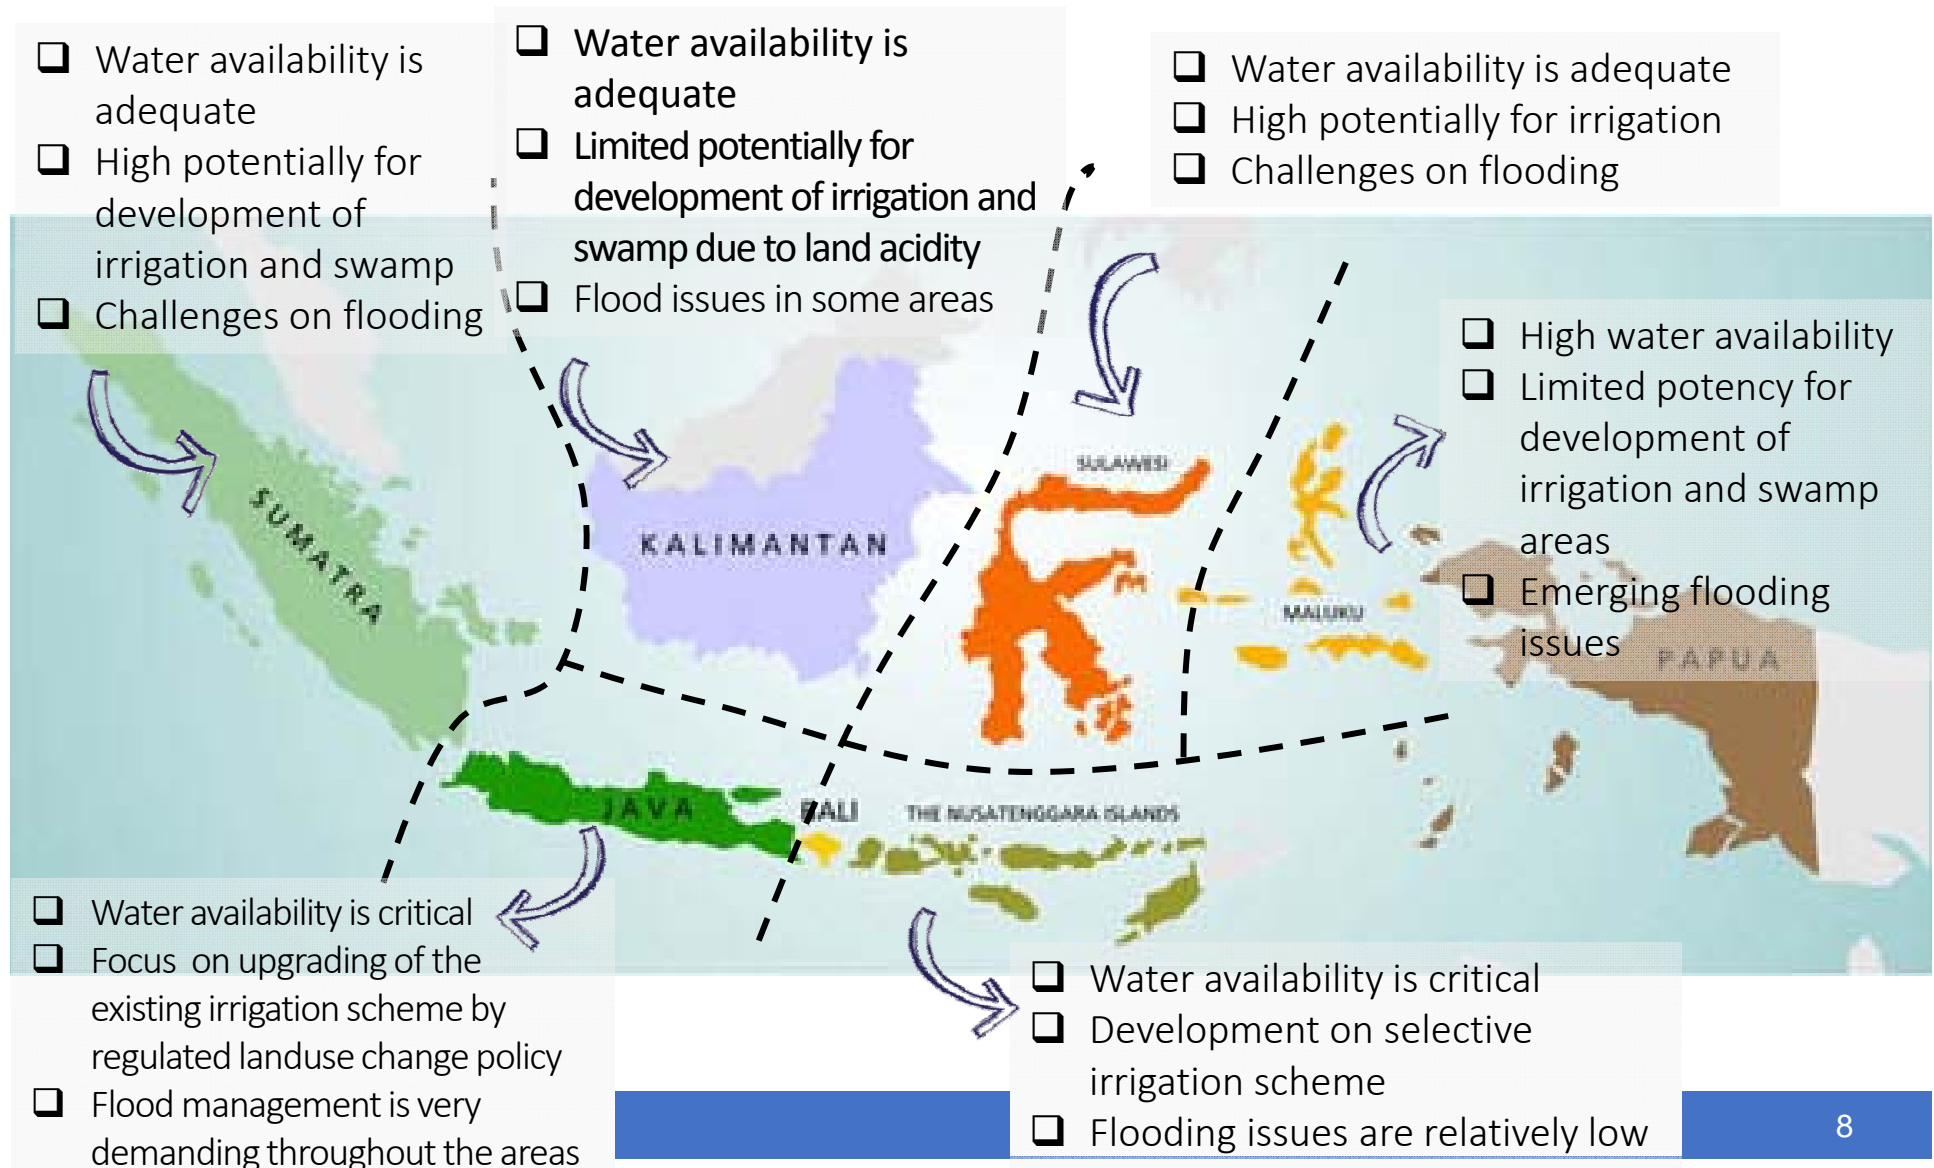 Water availability is
adequate
High potentially for
development of
irrigation and swamp
Challenges on flooding
Water availability is
adequate
Limited potentially for
development of irrigation and
swamp due to land acidity
Flood issues in some areas
Water availability is adequate
High potentially for irrigation
Challenges on flooding
High water availability
Limited potency for
development of
irrigation and swamp
areas
Emerging flooding
issues
SUMATRA
KALIMANTAN
SULAWESI
MALUKU
PAPUA
JAVA
BALI
THE NUSATENGGARA ISLANDS
Water availability is critical
Focus on upgrading of the
existing irrigation scheme by
regulated landuse change policy
Flood management is very
demanding throughout the areas
Water availability is critical
Development on selective
irrigation scheme
Flooding issues are relatively low
8